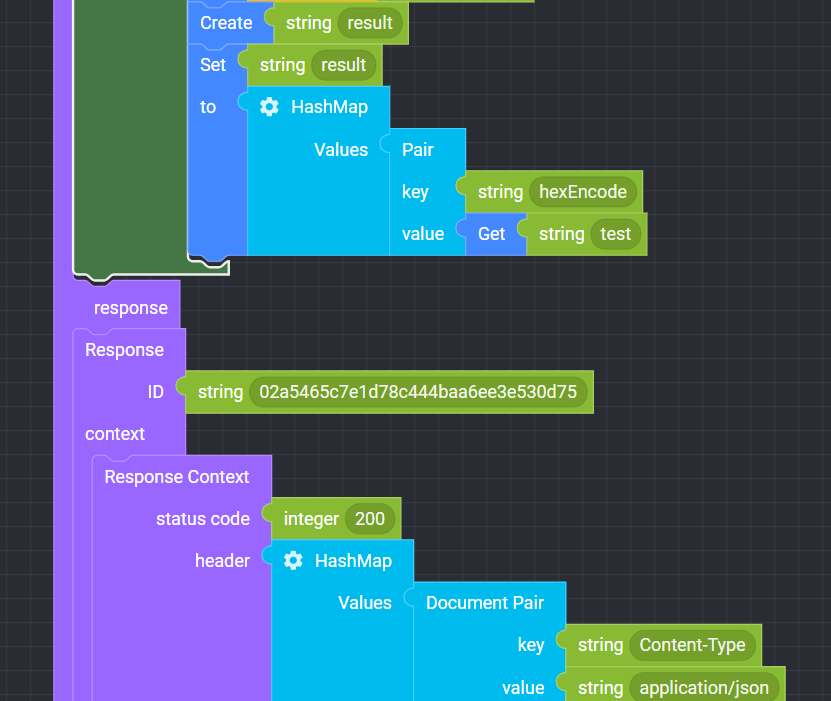 Create string result
Set string result
to HashMap
Values Pair
key string hexEncode
value Get string test
response
Response
ID string 02a5465c7e1d78c444baa6ee3e530d75
context
Response Context
status code integer 200
header HashMap
Values Document Pair
key string Content-Type
value string application/json